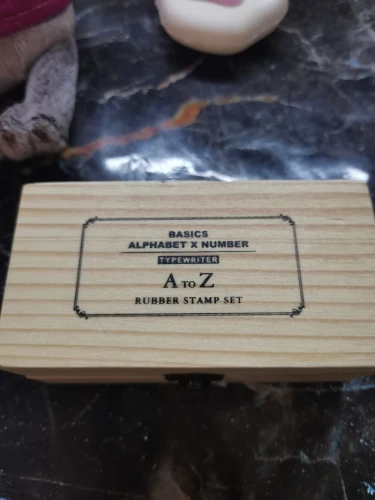 BASICS
ALPHABET X NUMBER
TYPEWRITER
A TO Z
RUBBER STAMP SET